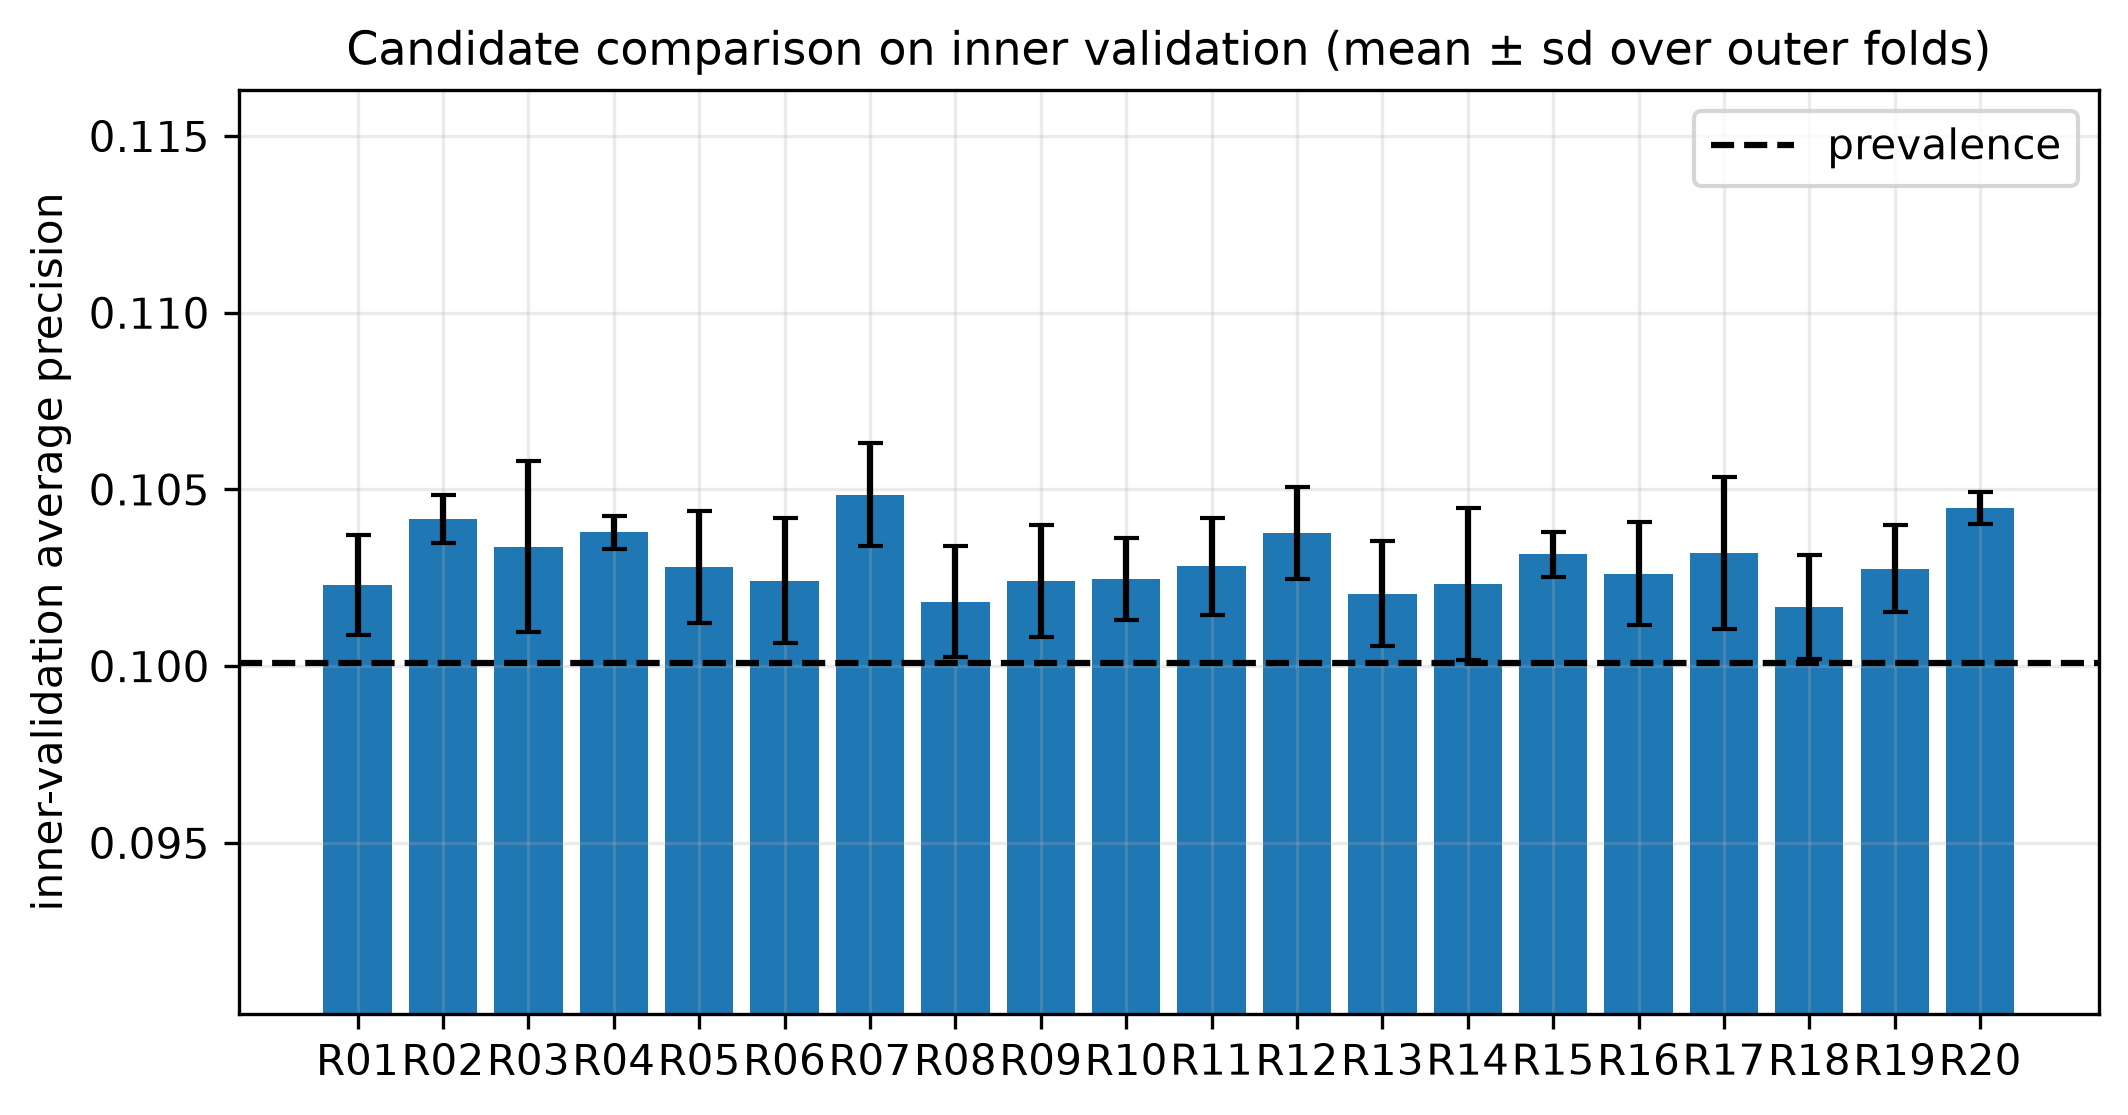 Candidate comparison on inner validation (mean ± sd over outer folds)
prevalence
inner-validation average precision
0.115
0.110
0.105
0.100
0.095
R01 R02 R03 R04 R05 R06 R07 R08 R09 R10 R11 R12 R13 R14 R15 R16 R17 R18 R19 R20